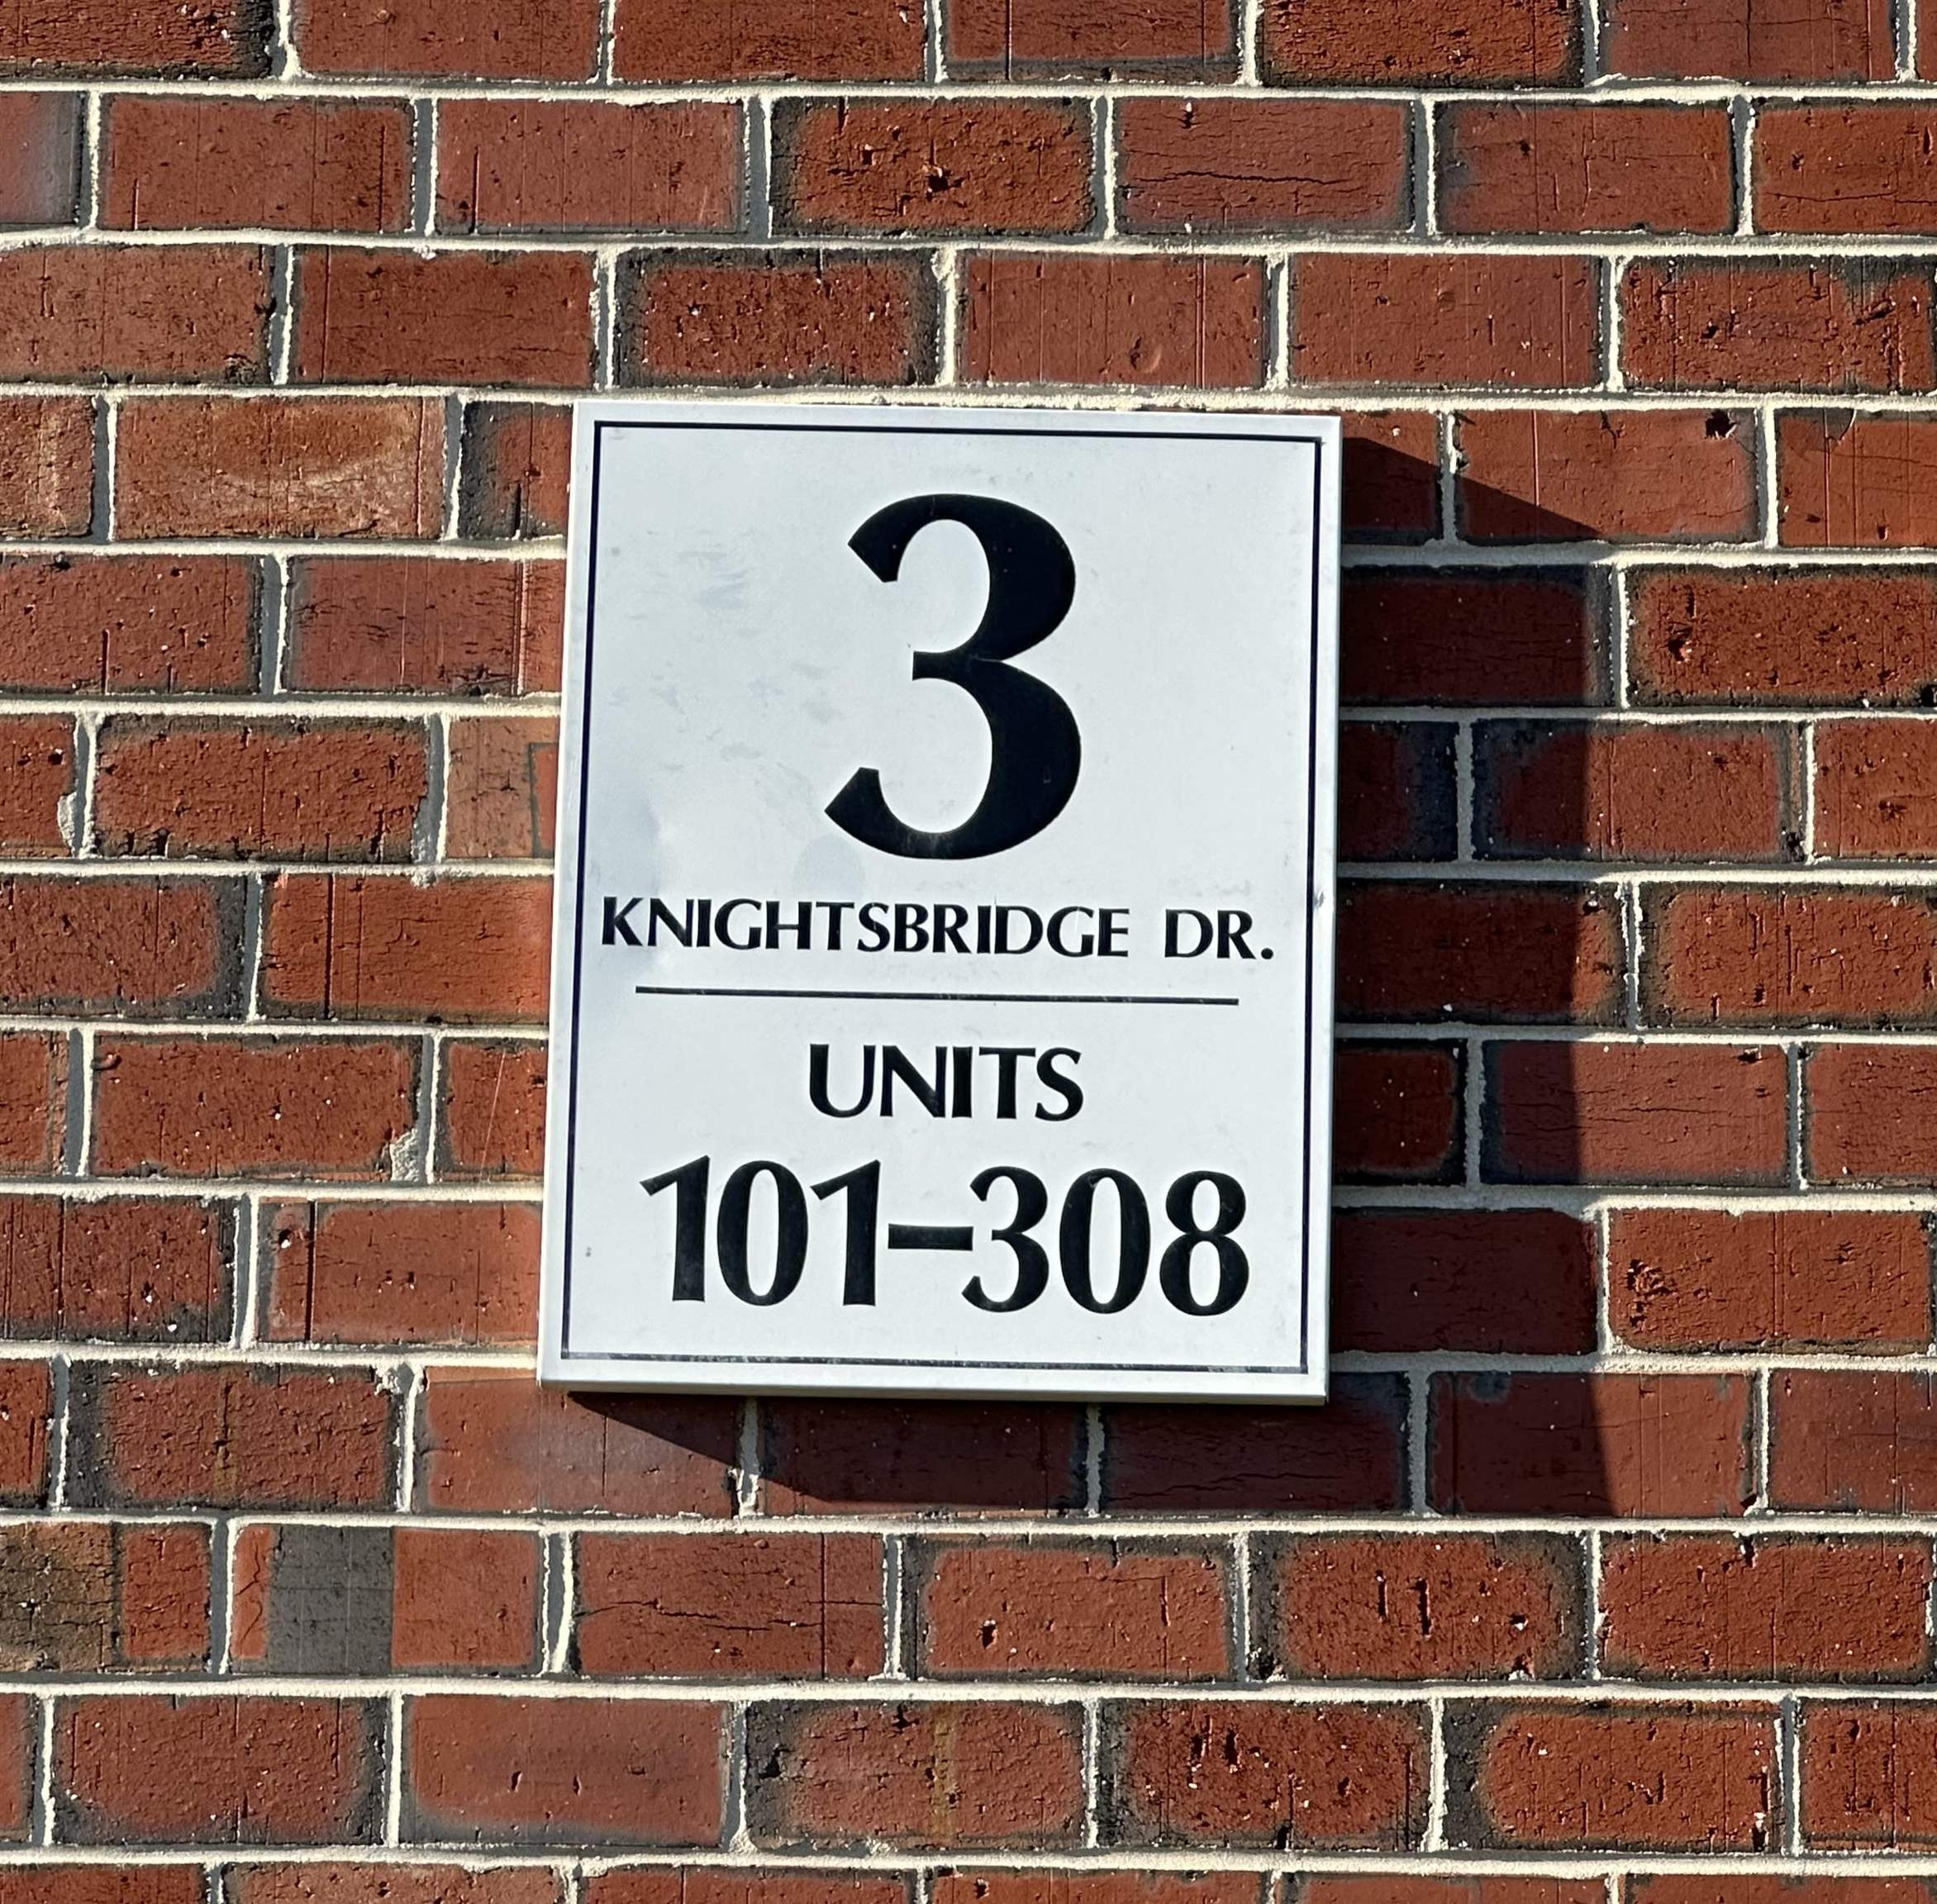 3
KNIGHTSBRIDGE DR.
UNITS
101-308